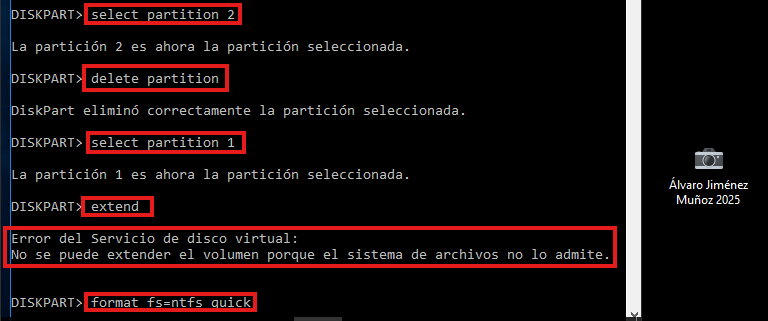 DISKPART> select partition 2
La partición 2 es ahora la partición seleccionada.
DISKPART> delete partition
DiskPart eliminó correctamente la partición seleccionada.
DISKPART> select partition 1
La partición 1 es ahora la partición seleccionada.
DISKPART> extend
Error del Servicio de disco virtual:
No se puede extender el volumen porque el sistema de archivos no lo admite.
DISKPART> format fs=ntfs quick
Álvaro Jiménez
Muñoz 2025